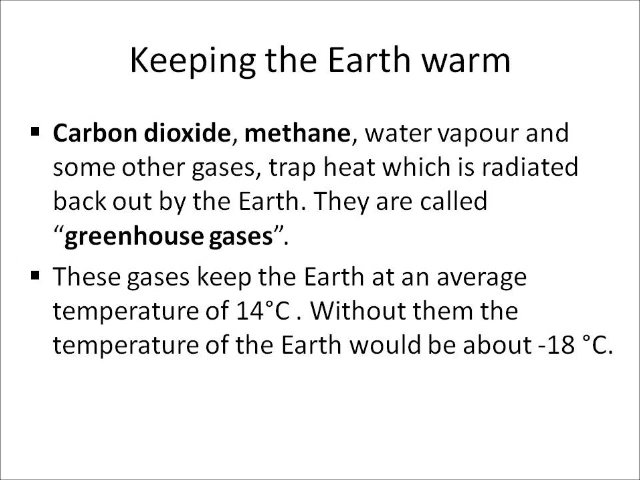 Keeping the Earth warm
▪ Carbon dioxide, methane, water vapour and
some other gases, trap heat which is radiated
back out by the Earth. They are called
“greenhouse gases”.
▪ These gases keep the Earth at an average
temperature of 14°C . Without them the
temperature of the Earth would be about -18 °C.